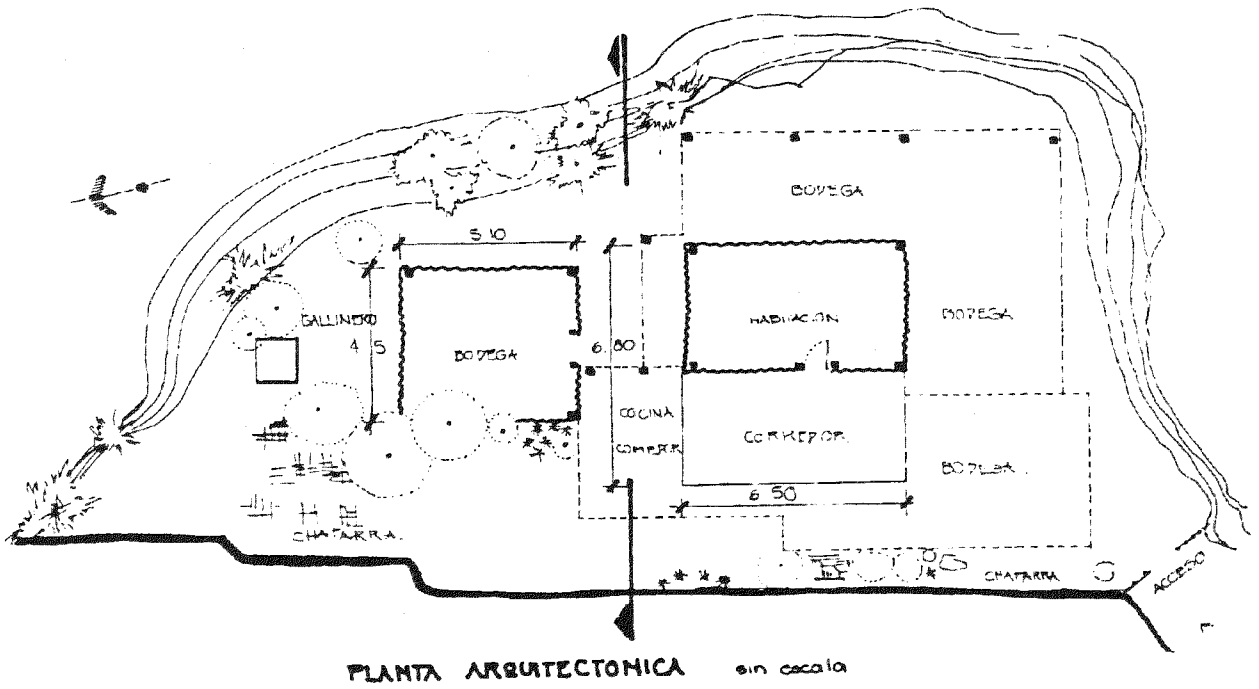 BODEGA
5 10
GALLINERO
4 5
BODEGA
6.80
HABITACION
BODEGA
COCINA
COMEDOR
CORREDOR
BODEGA
6 50
CHATARRA.
CHATARRA
ACCESO
PLANTA ARQUITECTONICA sin escala